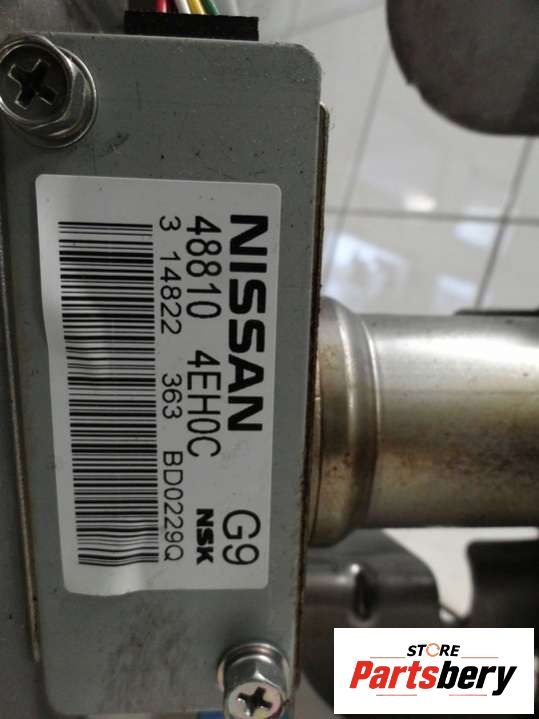 NISSAN
48810 4EH0C G9
3 14822 363 BD0229Q NSK
STORE
Partsbery